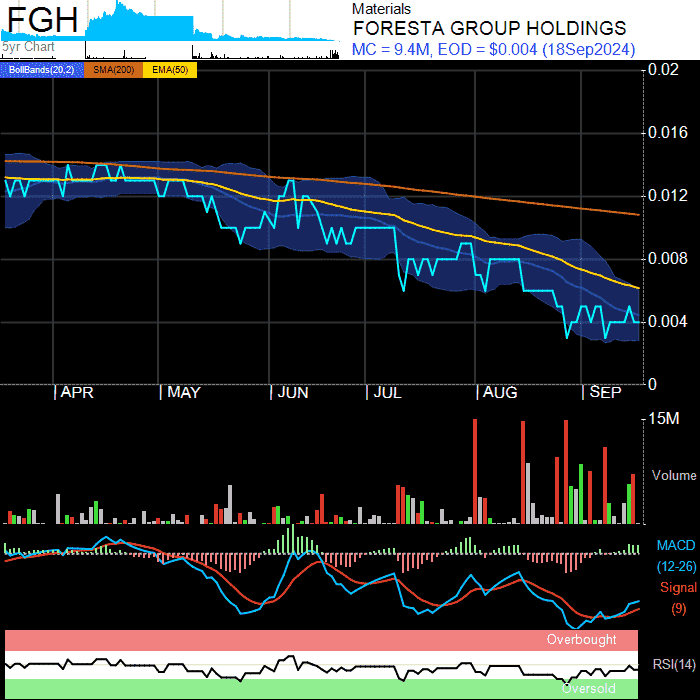 FGH
5yr Chart
Materials
FORESTA GROUP HOLDINGS
MC = 9.4M, EOD = $0.004 (18Sep2024)
BollBands(20,2) SMA(200) EMA(50)
0.02
0.016
0.012
0.008
0.004
0
APR MAY JUN JUL AUG SEP
15M
Volume
MACD
(12-26)
Signal
(9)
Overbought
RSI(14)
Oversold